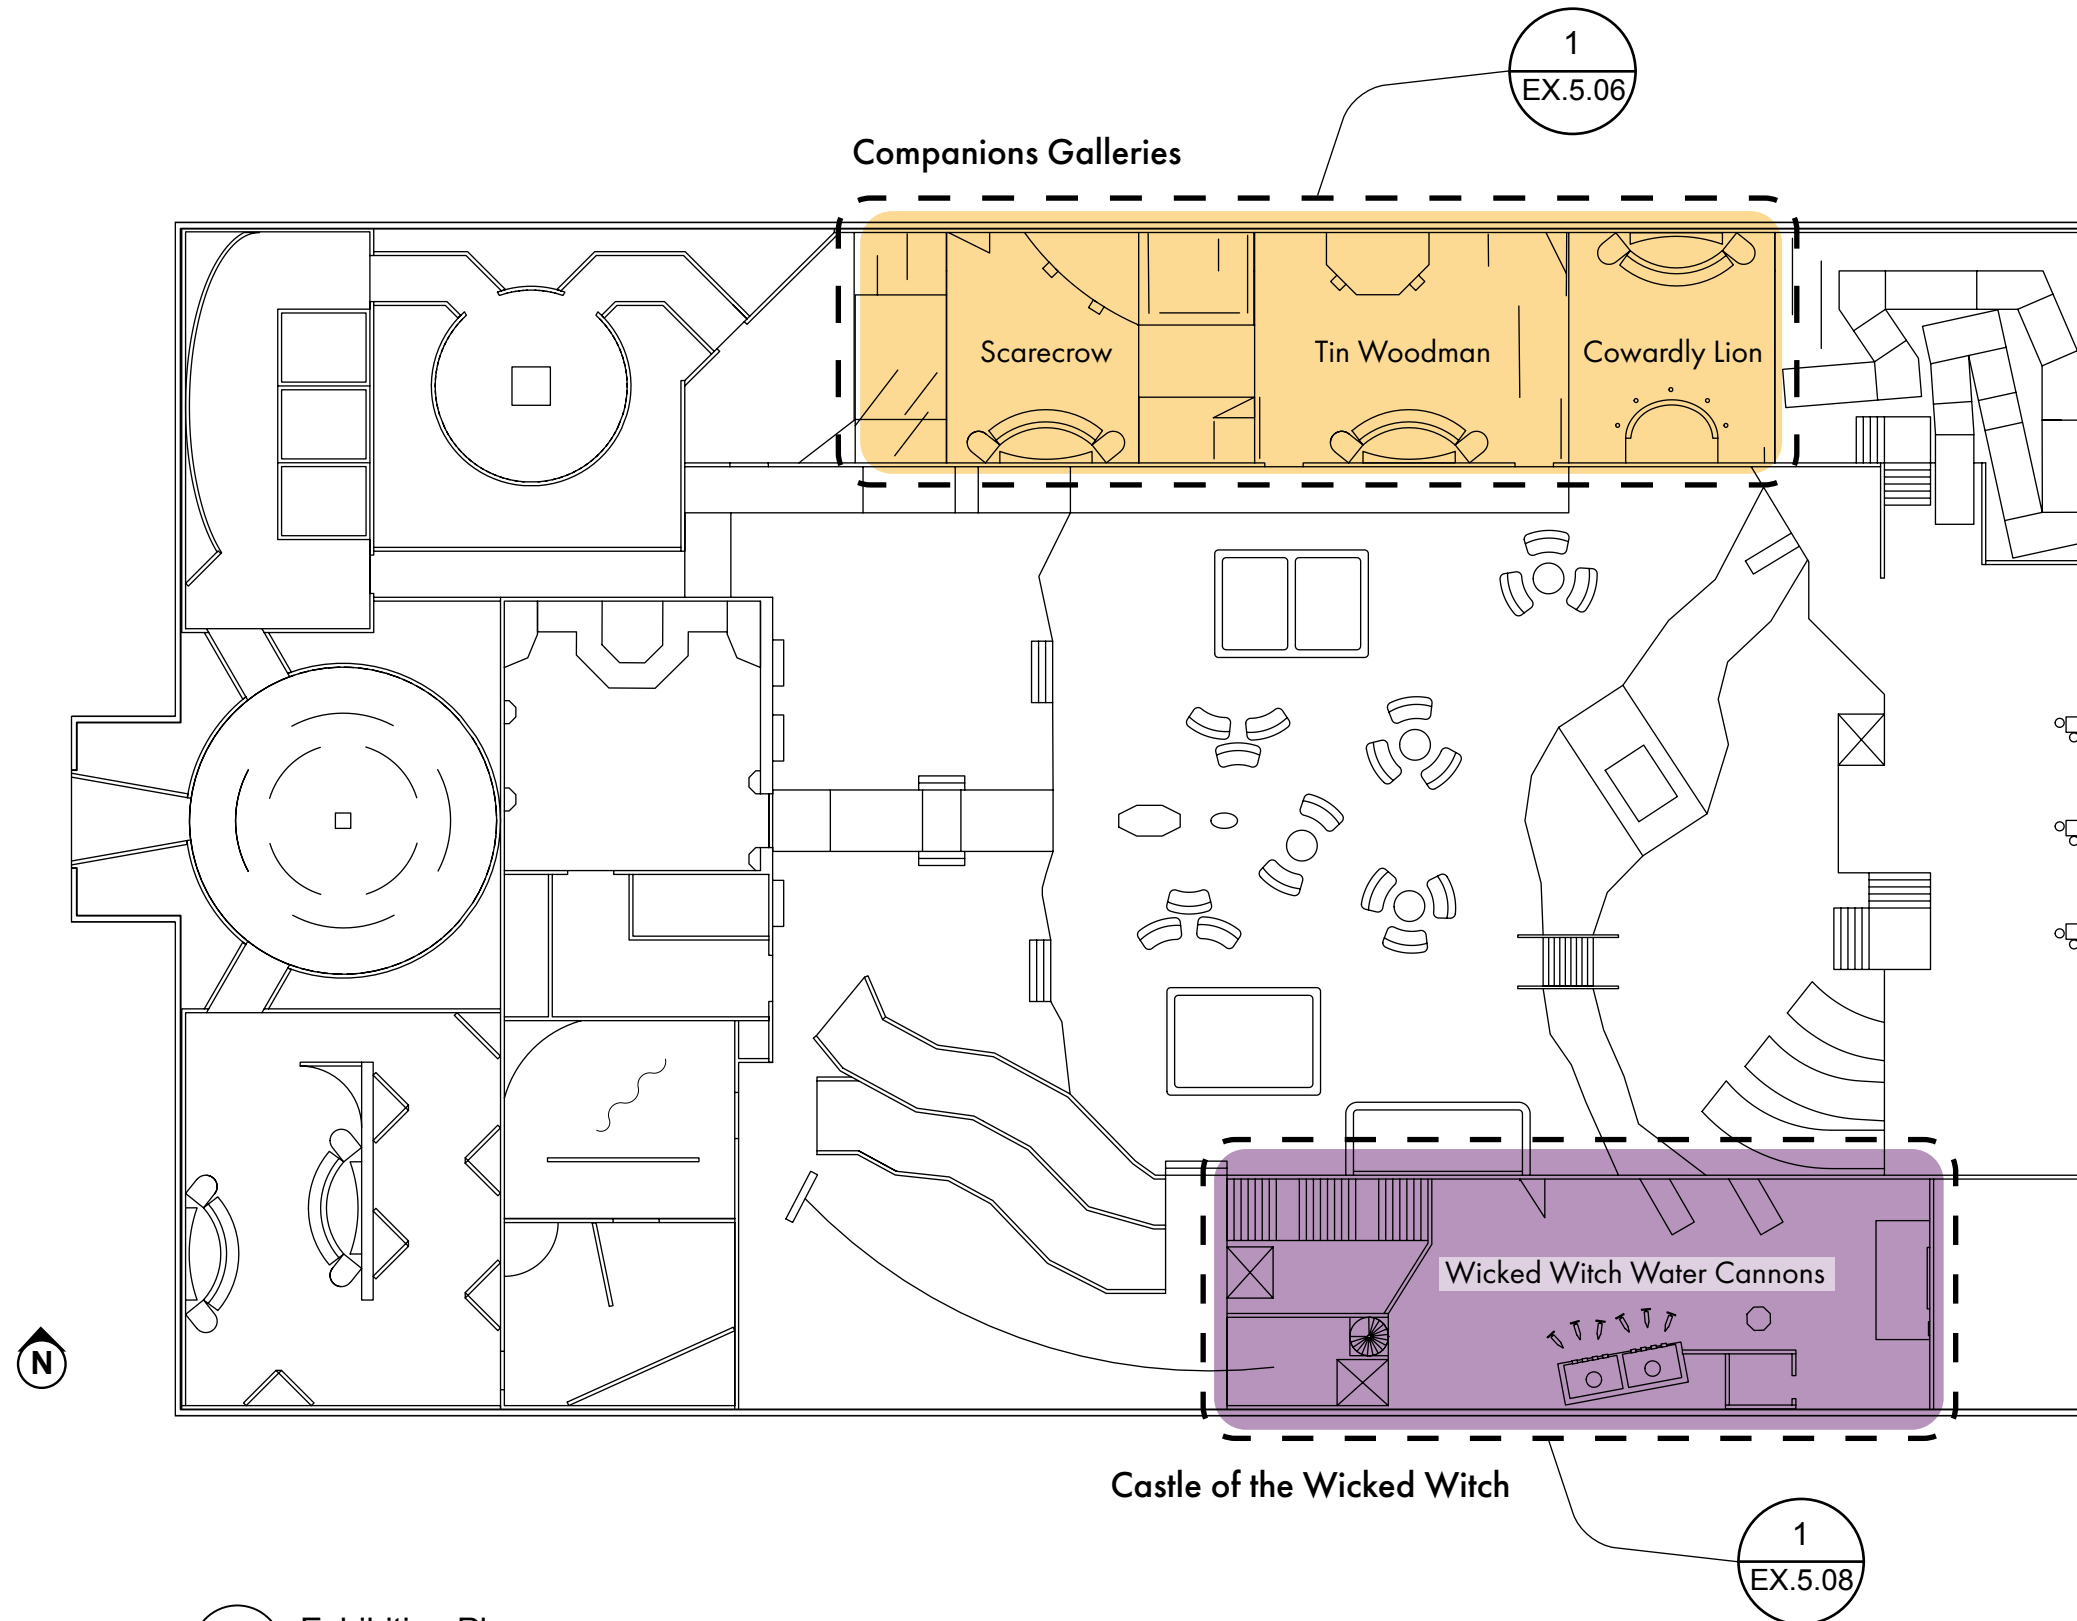 1
EX.5.06
Companions Galleries
Scarecrow
Tin Woodman
Cowardly Lion
Wicked Witch Water Cannons
N
Castle of the Wicked Witch
1
EX.5.08